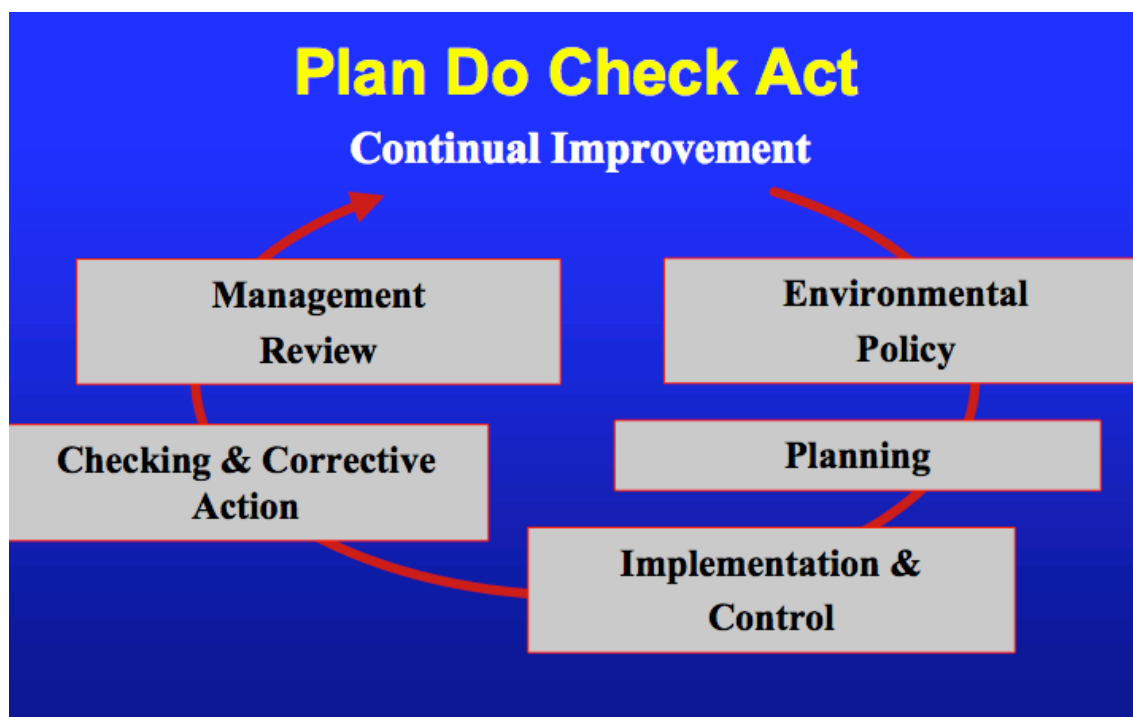 Plan Do Check Act
Continual Improvement
Management
Review
Environmental
Policy
Checking & Corrective
Action
Planning
Implementation &
Control